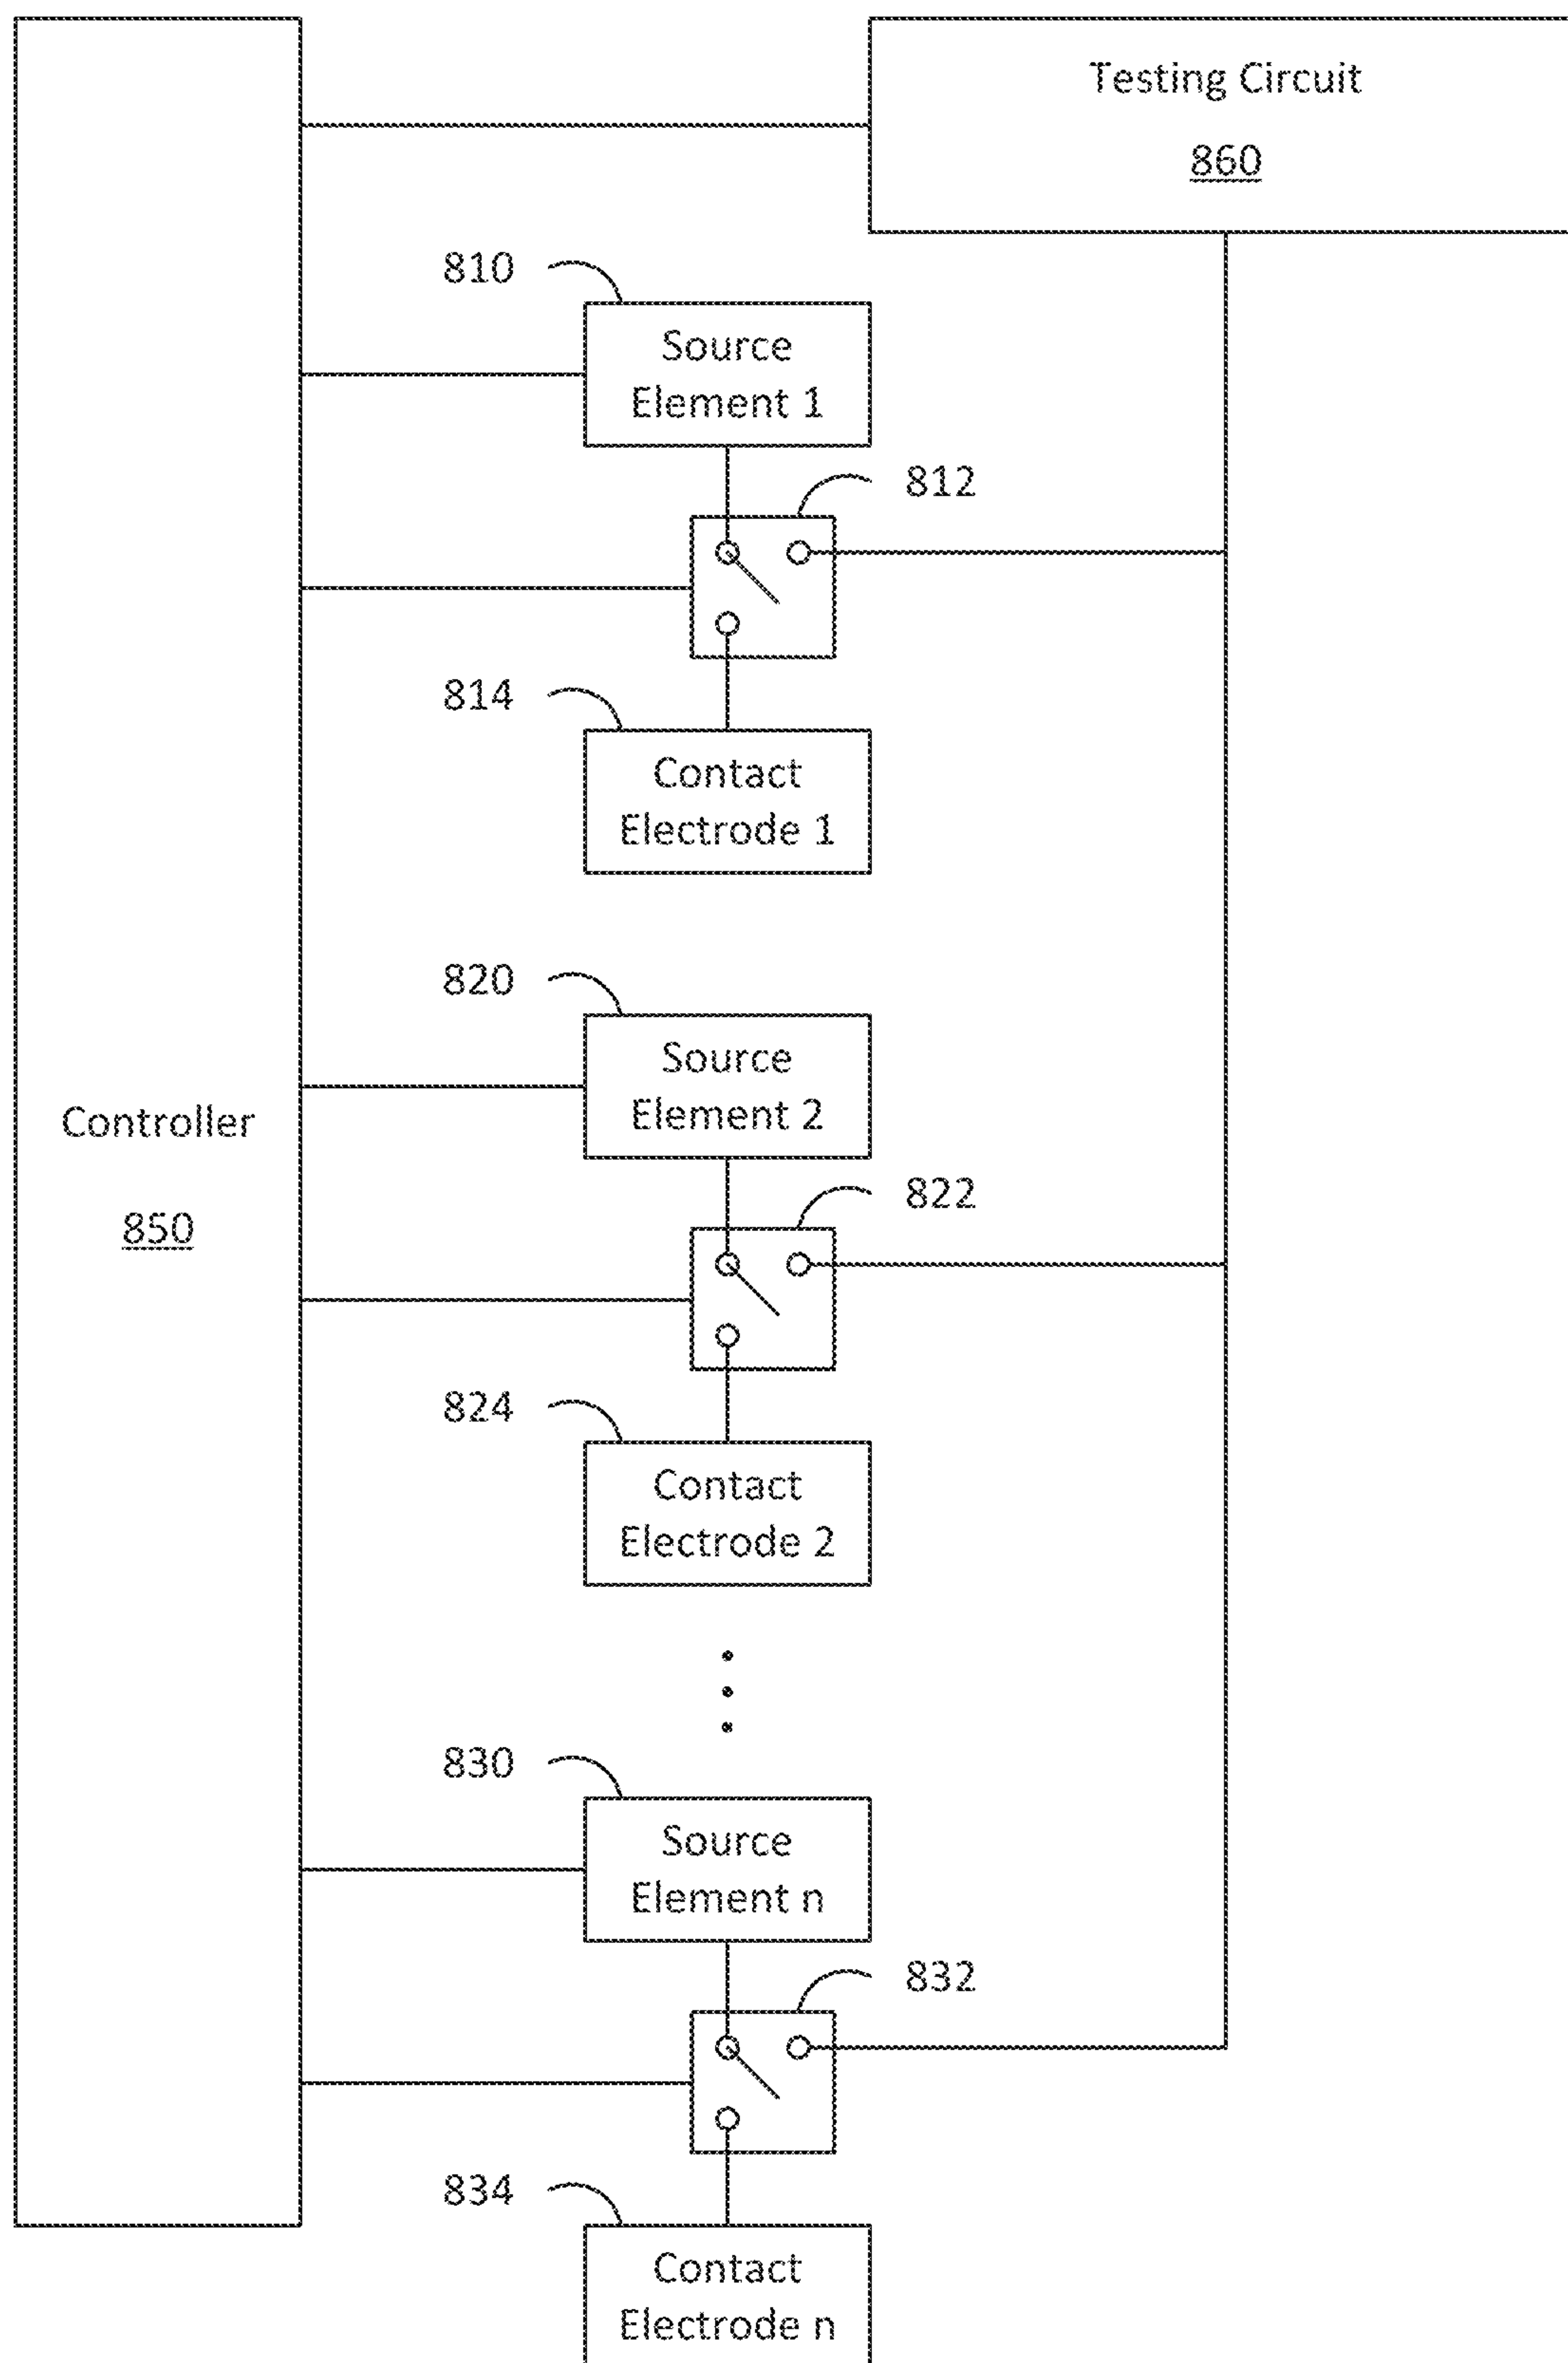 Testing Circuit
860
810
Source
Element 1
812
814
Contact
Electrode 1
820
Source
Element 2
Controller
850
822
824
Contact
Electrode 2
830
Source
Element n
832
834
Contact
Electrode n